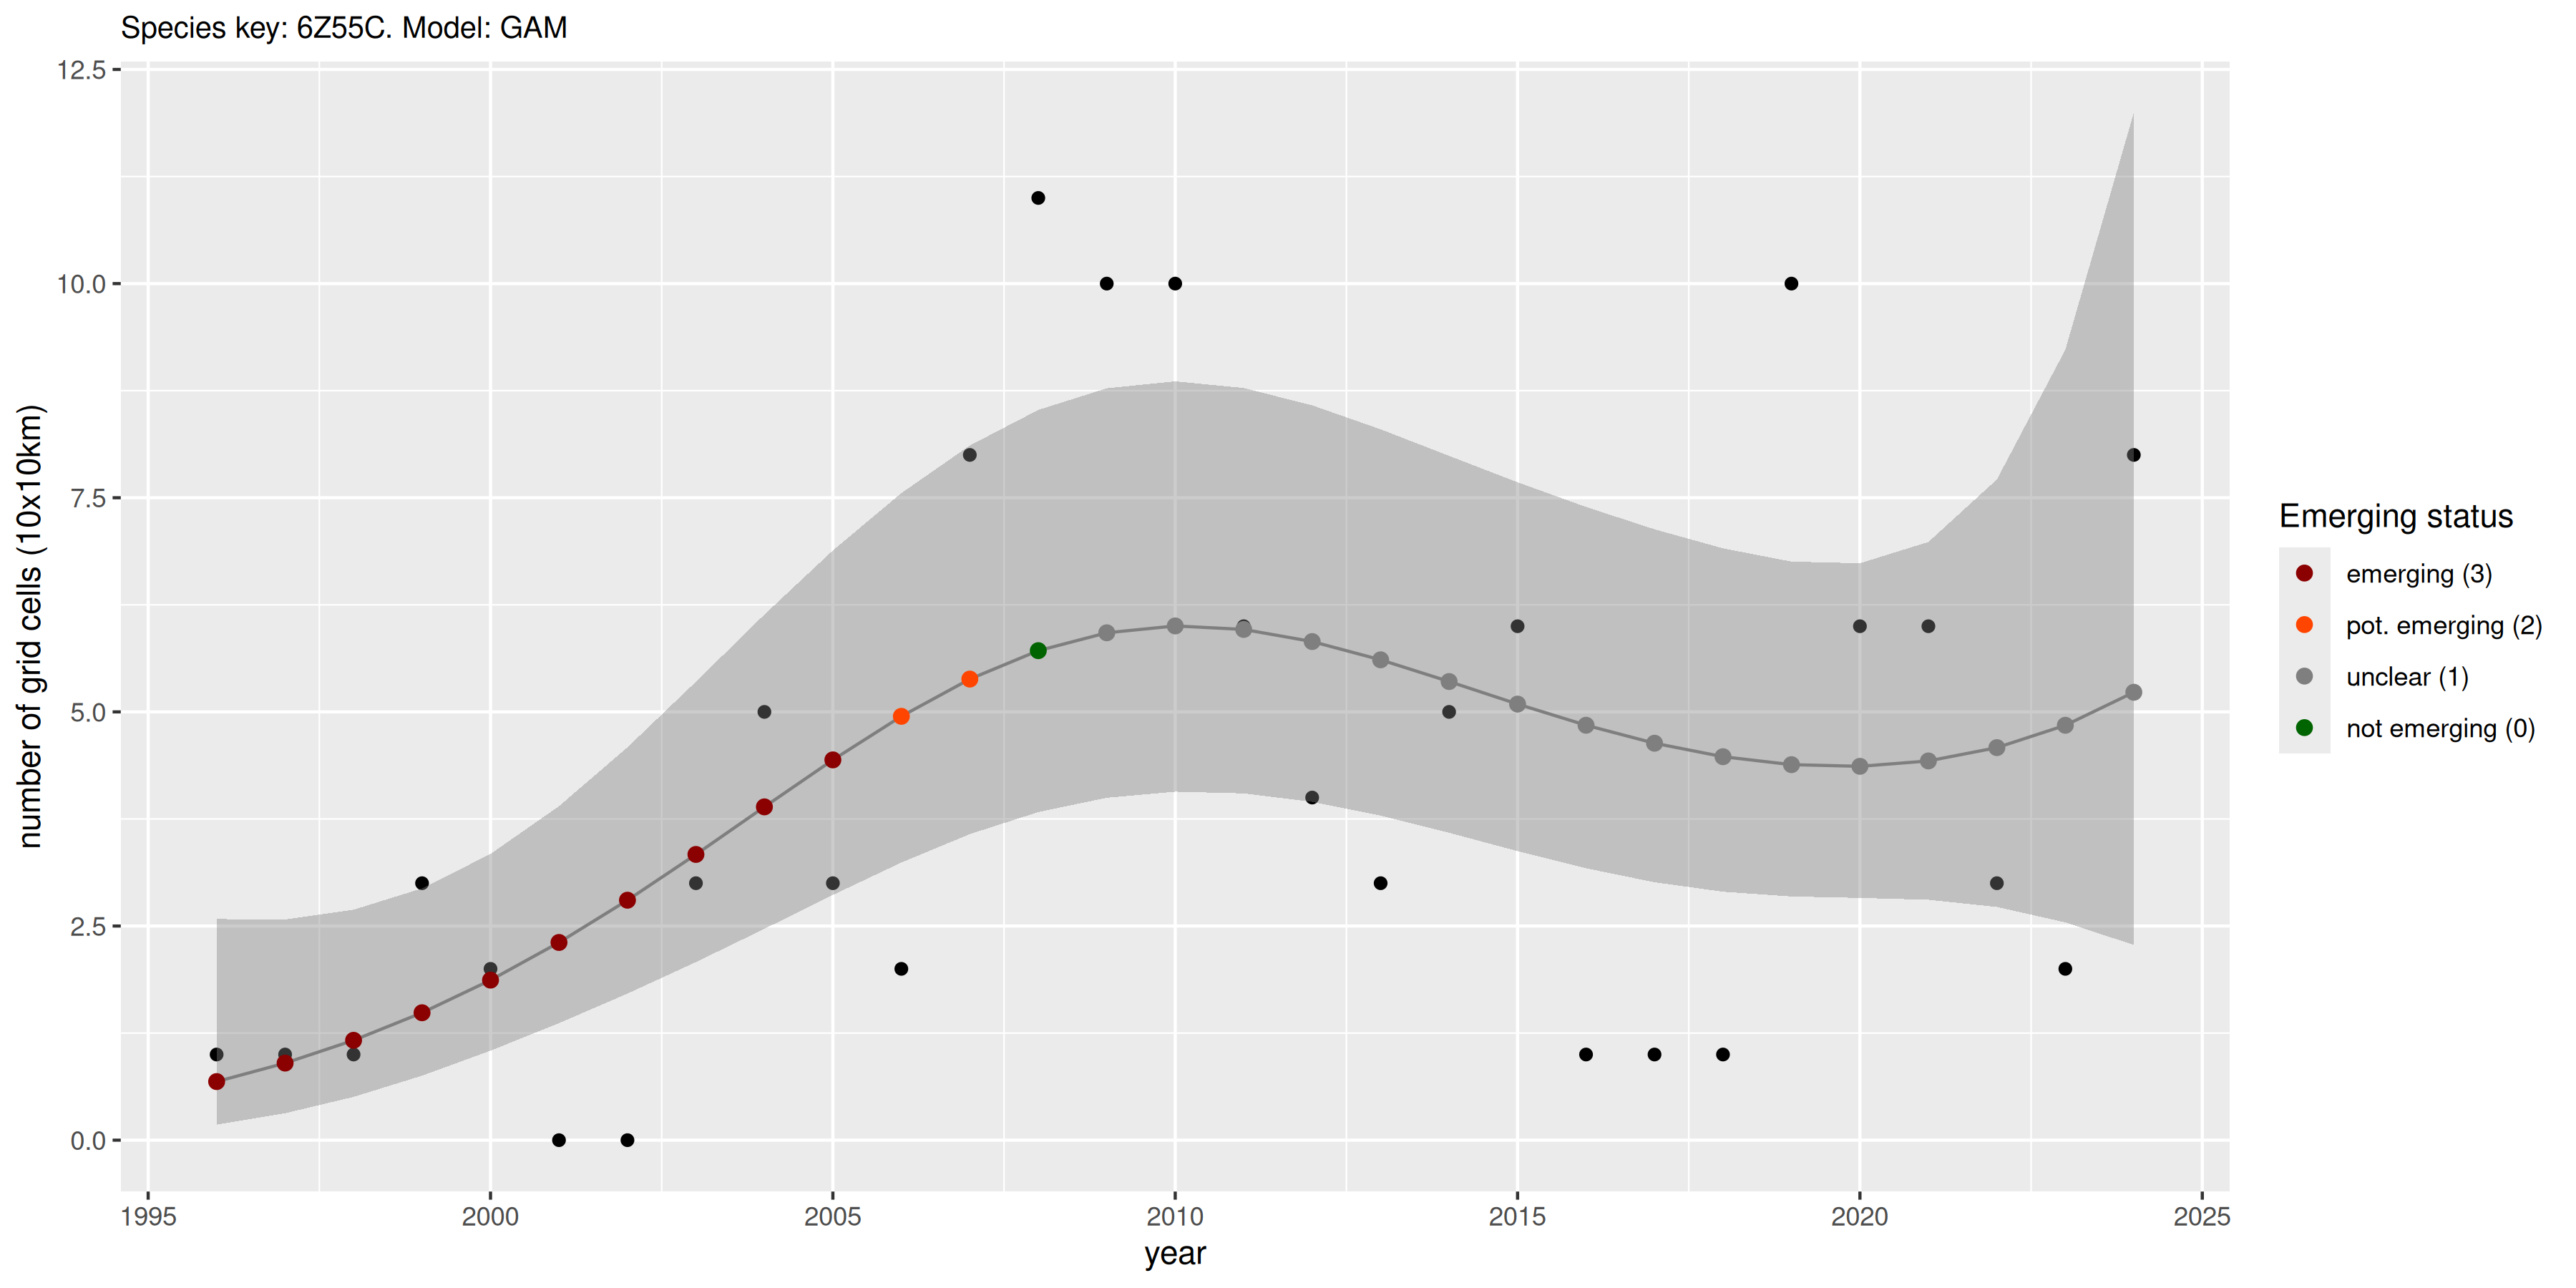 Species key: 6Z55C. Model: GAM
12.5
10.0
7.5
5.0
2.5
0.0
number of grid cells (10x10km)
1995 2000 2005 2010 2015 2020 2025
year
Emerging status
emerging (3)
pot. emerging (2)
unclear (1)
not emerging (0)